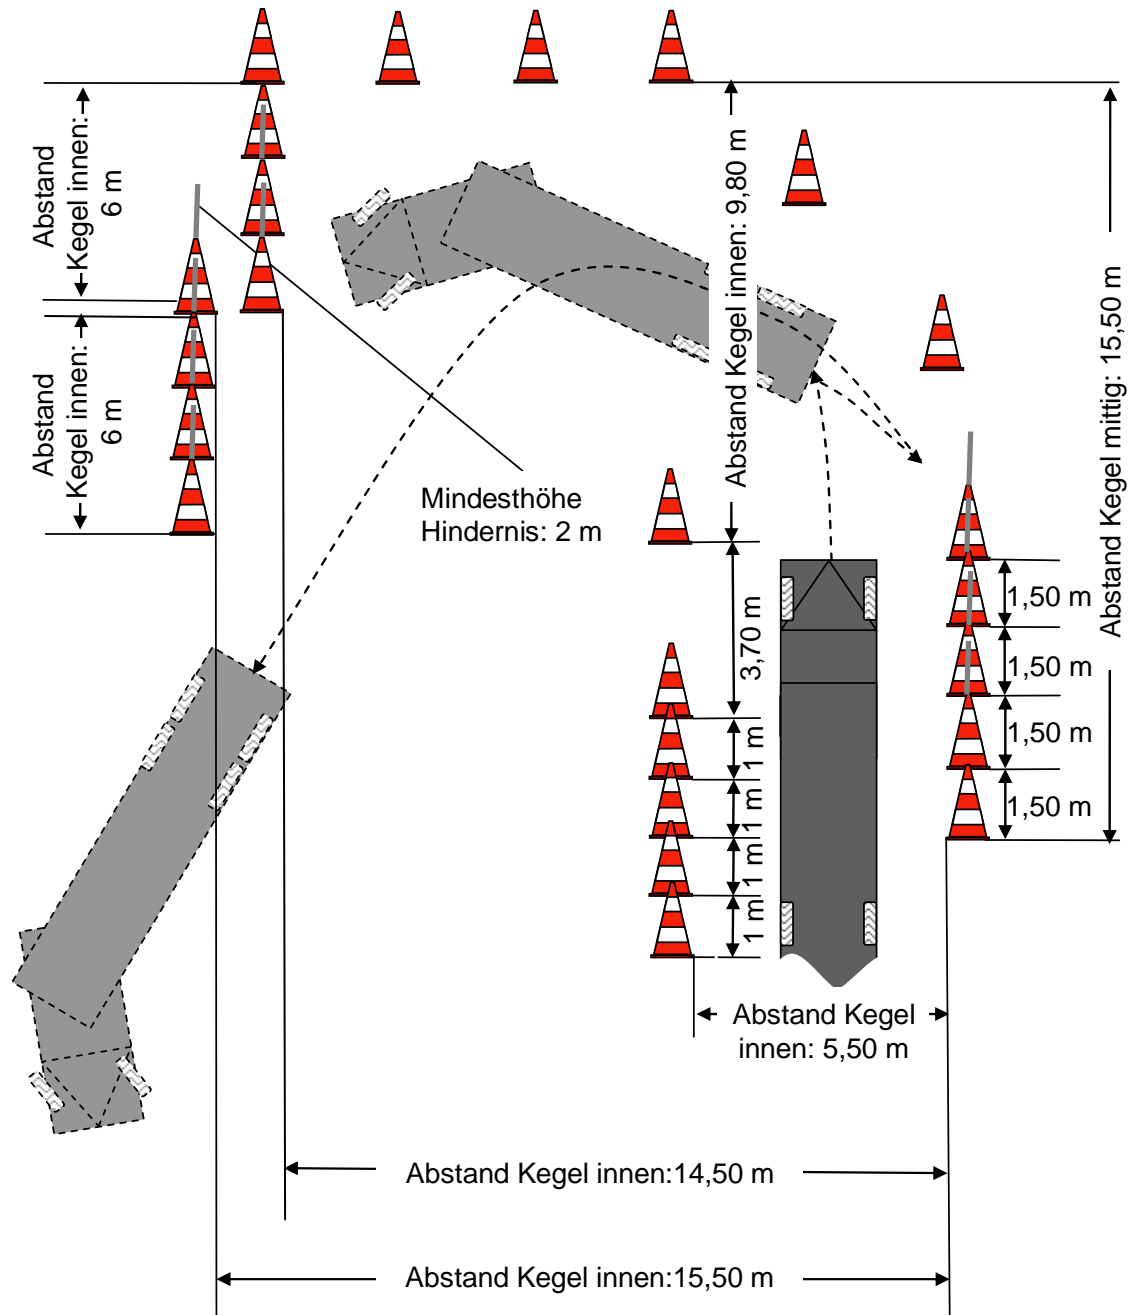 Abstand
Kegel innen:
6 m
Abstand
Kegel innen:
6 m
Abstand Kegel innen: 9,80 m
Abstand Kegel mittig: 15,50 m
Mindesthöhe
Hindernis: 2 m
3,70 m
1 m
1 m
1 m
1 m
1,50 m
1,50 m
1,50 m
1,50 m
Abstand Kegel
innen: 5,50 m
Abstand Kegel innen:14,50 m
Abstand Kegel innen:15,50 m